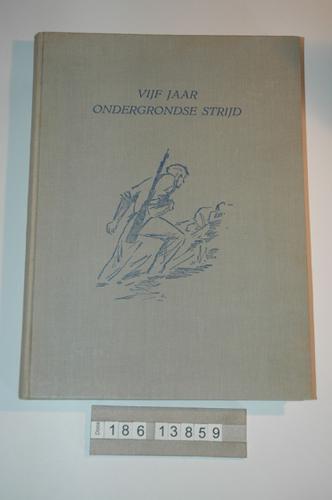 VIJF JAAR
ONDERGRONDSE STRIJD
186 13859